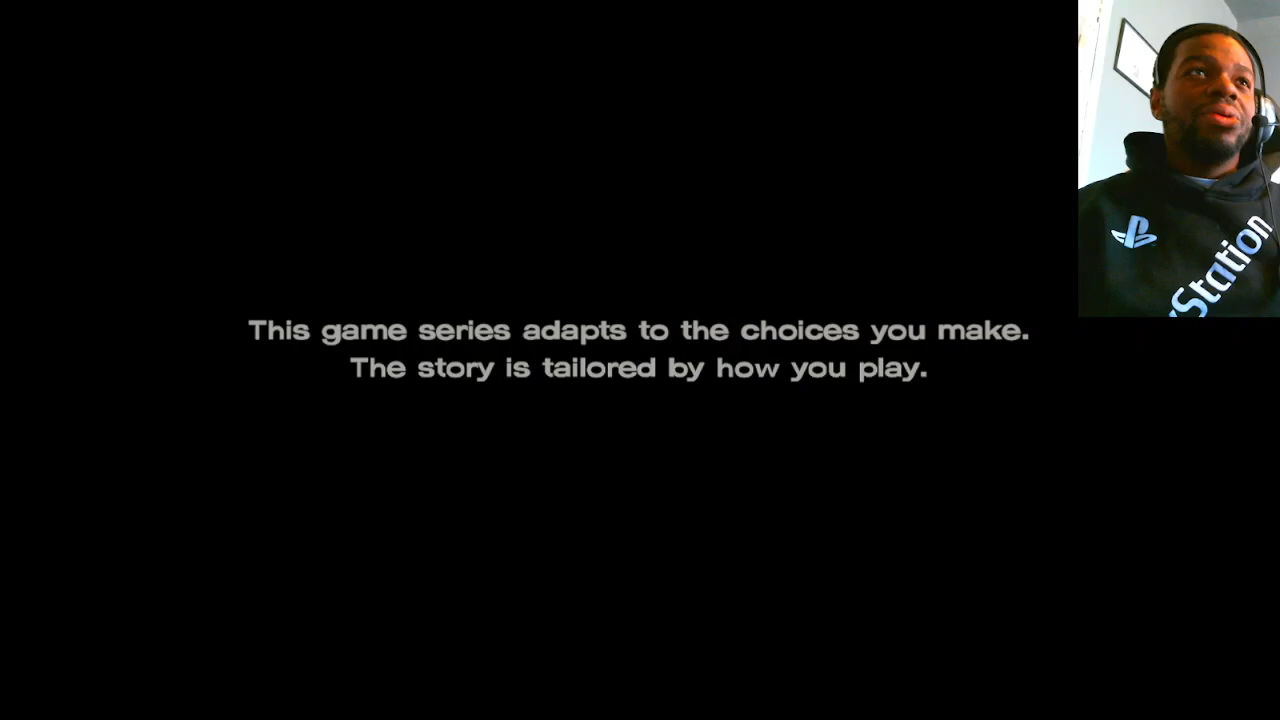 This game series adapts to the choices you make.
The story is tailored by how you play.
Station